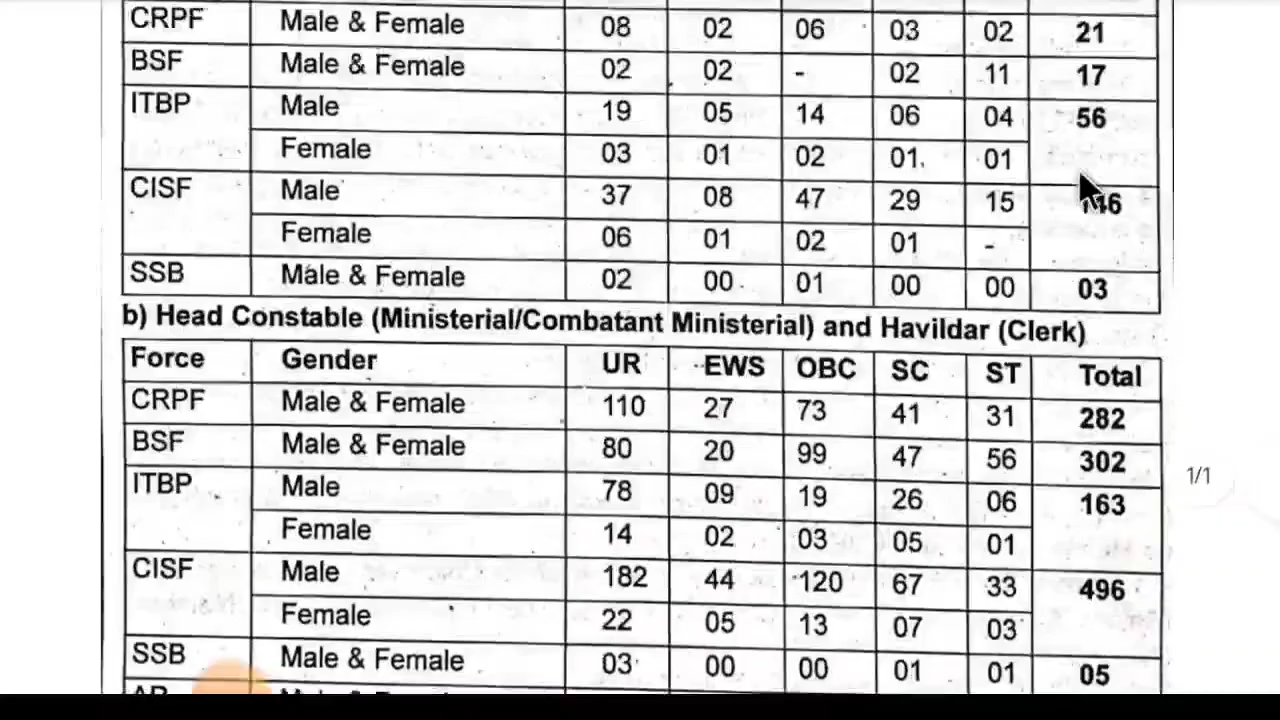 CRPF Male & Female 08 02 06 03 02 21
BSF Male & Female 02 02 - 02 11 17
ITBP Male 19 05 14 06 04 56
Female 03 01 02 01 01
CISF Male 37 08 47 29 15 146
Female 06 01 02 01 -
SSB Male & Female 02 00 01 00 00 03
b) Head Constable (Ministerial/Combatant Ministerial) and Havildar (Clerk)
Force Gender UR EWS OBC SC ST Total
CRPF Male & Female 110 27 73 41 31 282
BSF Male & Female 80 20 99 47 56 302
ITBP Male 78 09 19 26 06 163
Female 14 02 03 05 01
1/1
CISF Male 182 44 120 67 33 496
Female 22 05 13 07 03
SSB Male & Female 03 00 00 01 01 05